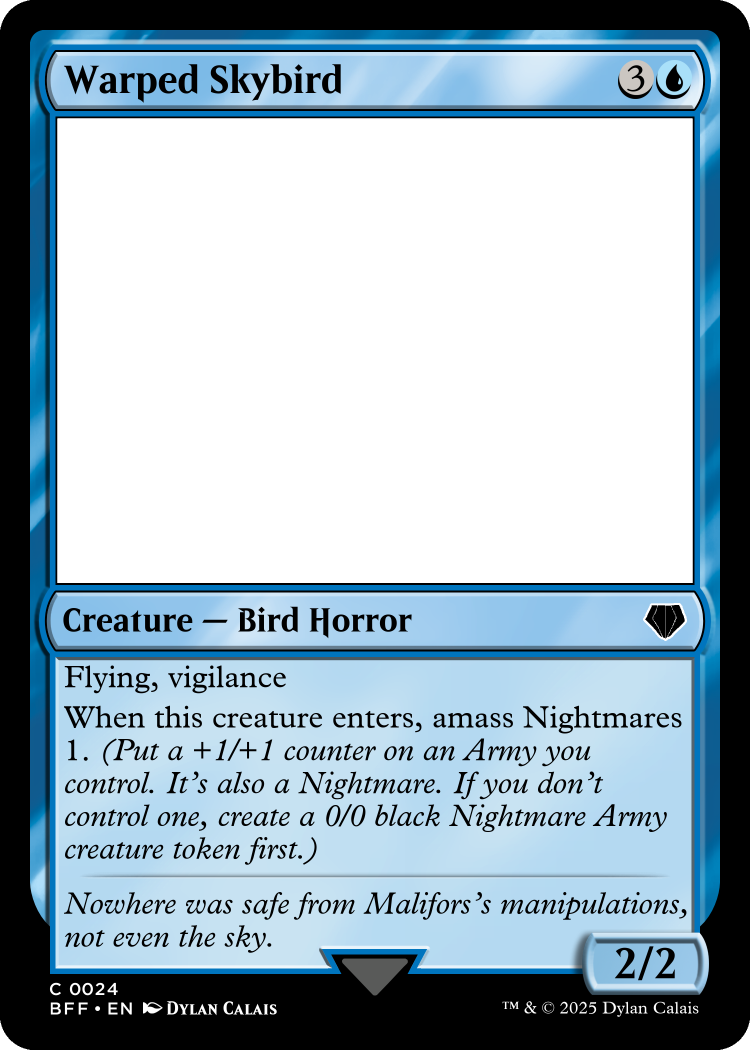 Warped Skybird 3
Creature — Bird Horror
Flying, vigilance
When this creature enters, amass Nightmares
1. (Put a +1/+1 counter on an Army you
control. It's also a Nightmare. If you don't
control one, create a 0/0 black Nightmare Army
creature token first.)
Nowhere was safe from Malifors's manipulations,
not even the sky.
2/2
C 0024
BFF • EN Dylan Calais
™ & © 2025 Dylan Calais